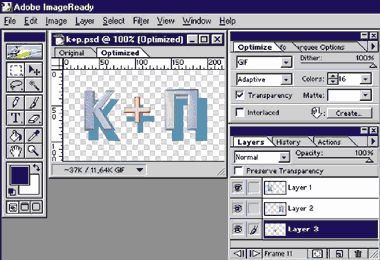 Adobe ImageReady
File Edit Image Layer Select Filter View Window Help
k+p.psd @ 100% (Optimized)
Original Optimized
К+П
~37K / 11,64K GIF
Optimize
Options
GIF Dither: 100%
Adaptive Colors: 16
Transparency Matte:
Interlaced Create...
Layers History Actions
Normal Opacity: 100%
Preserve Transparency
Layer 1
Layer 2
Layer 3
Frame 11